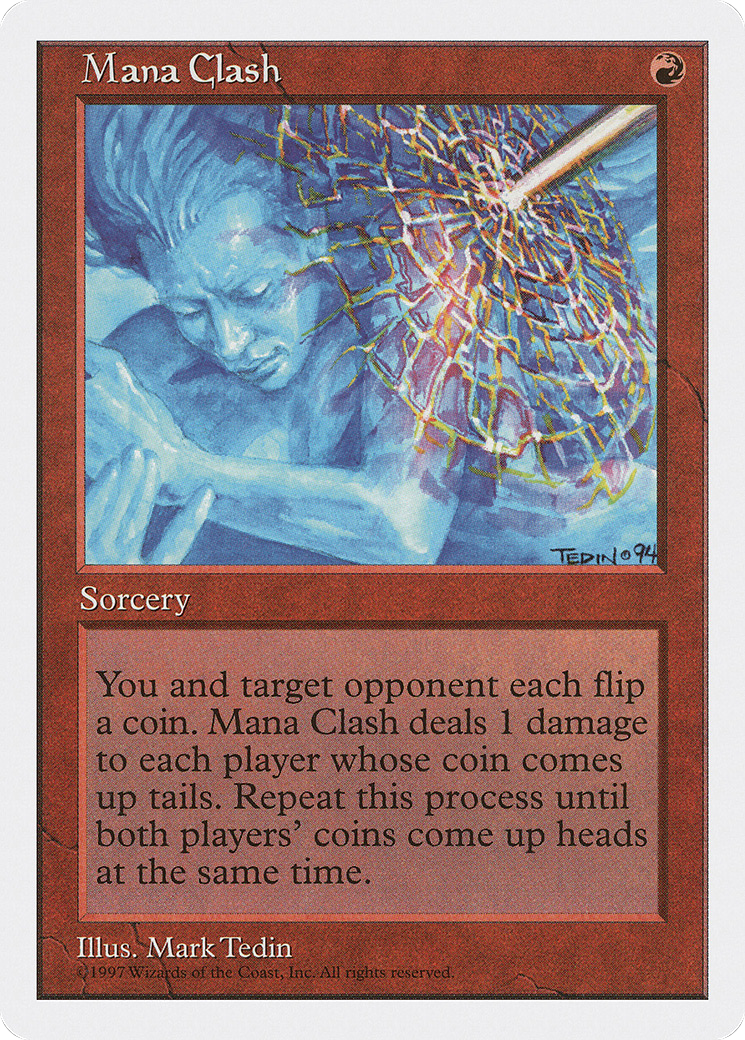 Mana Clash
TEDIN©94
Sorcery
You and target opponent each flip
a coin. Mana Clash deals 1 damage
to each player whose coin comes
up tails. Repeat this process until
both players' coins come up heads
at the same time.
Illus. Mark Tedin
©1997 Wizards of the Coast, Inc. All rights reserved.